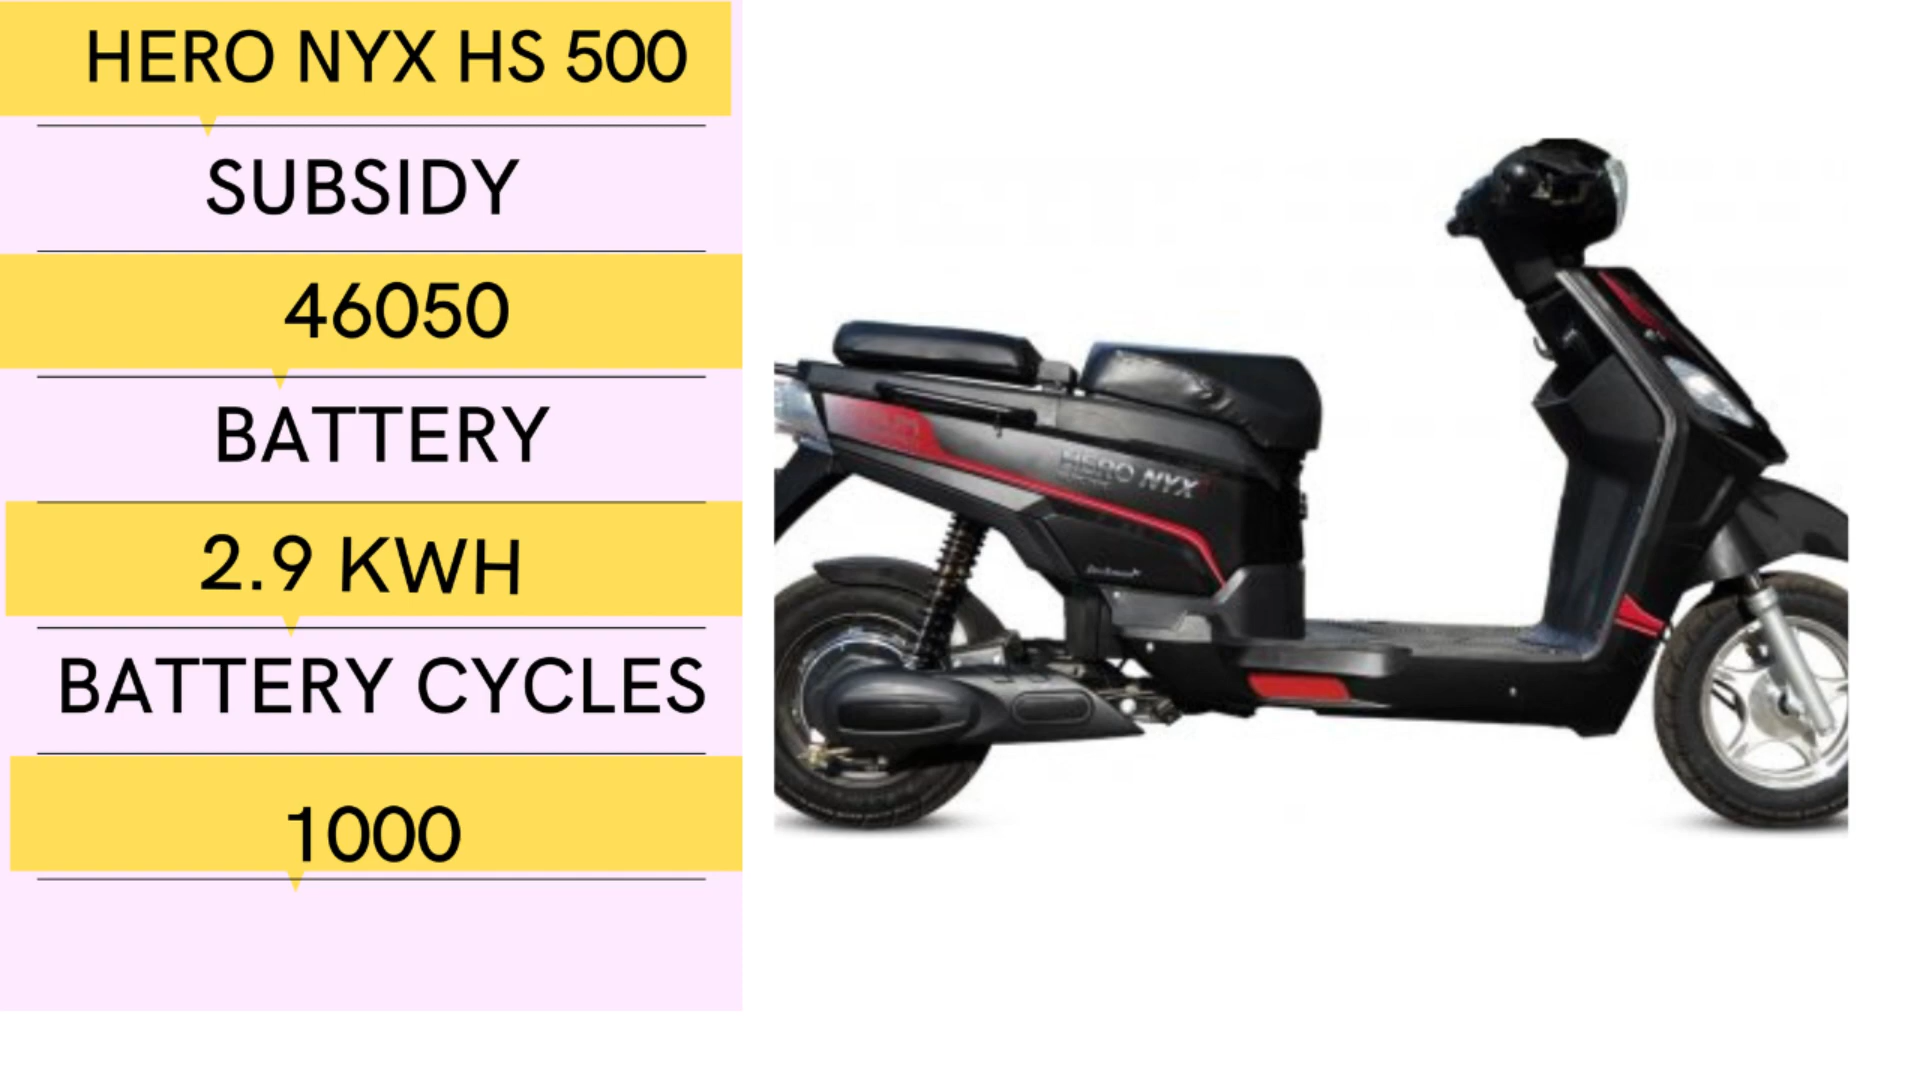 HERO NYX HS 500
SUBSIDY
46050
BATTERY
2.9 KWH
BATTERY CYCLES
1000
HERO NYX